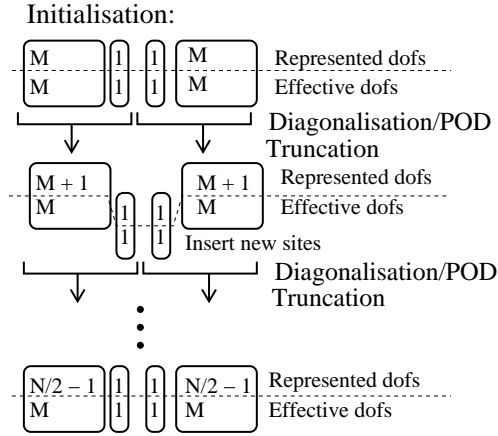 Initialisation:
M 1 1 M Represented dofs
M 1 1 M Effective dofs
Diagonalisation/POD
Truncation
M + 1 M + 1 Represented dofs
M 1 1 M Effective dofs
1 1 Insert new sites
Diagonalisation/POD
Truncation
N/2 – 1 1 1 N/2 – 1 Represented dofs
M 1 1 M Effective dofs